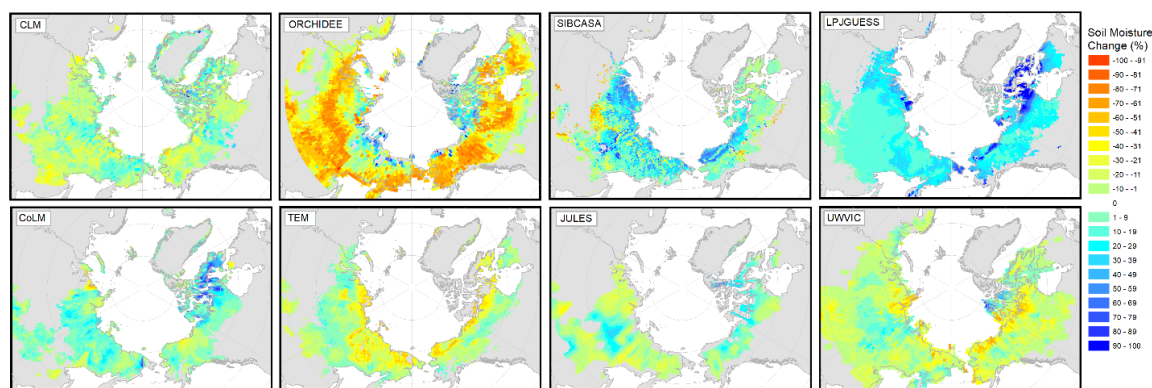 CLM
ORCHIDEE
SIBCASA
LPJGUESS
CoLM
TEM
JULES
UWVIC
Soil Moisture
Change (%)
-100 - -91
-90 - -81
-80 - -71
-70 - -61
-60 - -51
-50 - -41
-40 - -31
-30 - -21
-20 - -11
-10 - -1
0
1 - 9
10 - 19
20 - 29
30 - 39
40 - 49
50 - 59
60 - 69
70 - 79
80 - 89
90 - 100